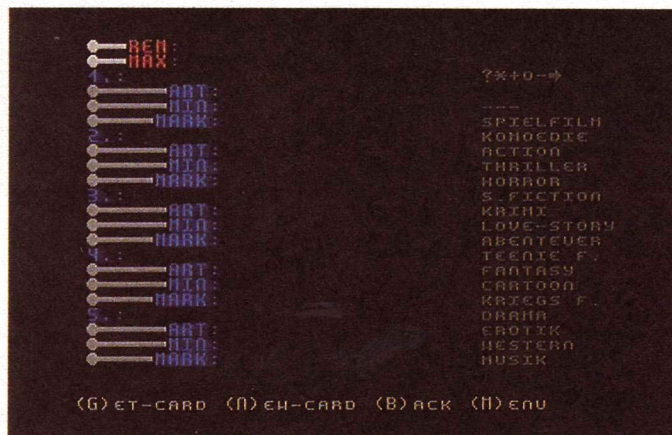 REM:
MAX:
1.:
ART:
MIN:
MARK:
2.:
ART:
MIN:
MARK:
3.:
ART:
MIN:
MARK:
4.:
ART:
MIN:
MARK:
5.:
ART:
MIN:
MARK:
?*+o-→
---
SPIELFILM
KOMOEDIE
ACTION
THRILLER
HORROR
S.FICTION
KRIMI
LOVE-STORY
ABENTEUER
TEENIE F.
FANTASY
CARTOON
KRIEGS F.
DRAMA
EROTIK
WESTERN
MUSIK
(G)ET-CARD (N)EW-CARD (B)ACK (M)ENU